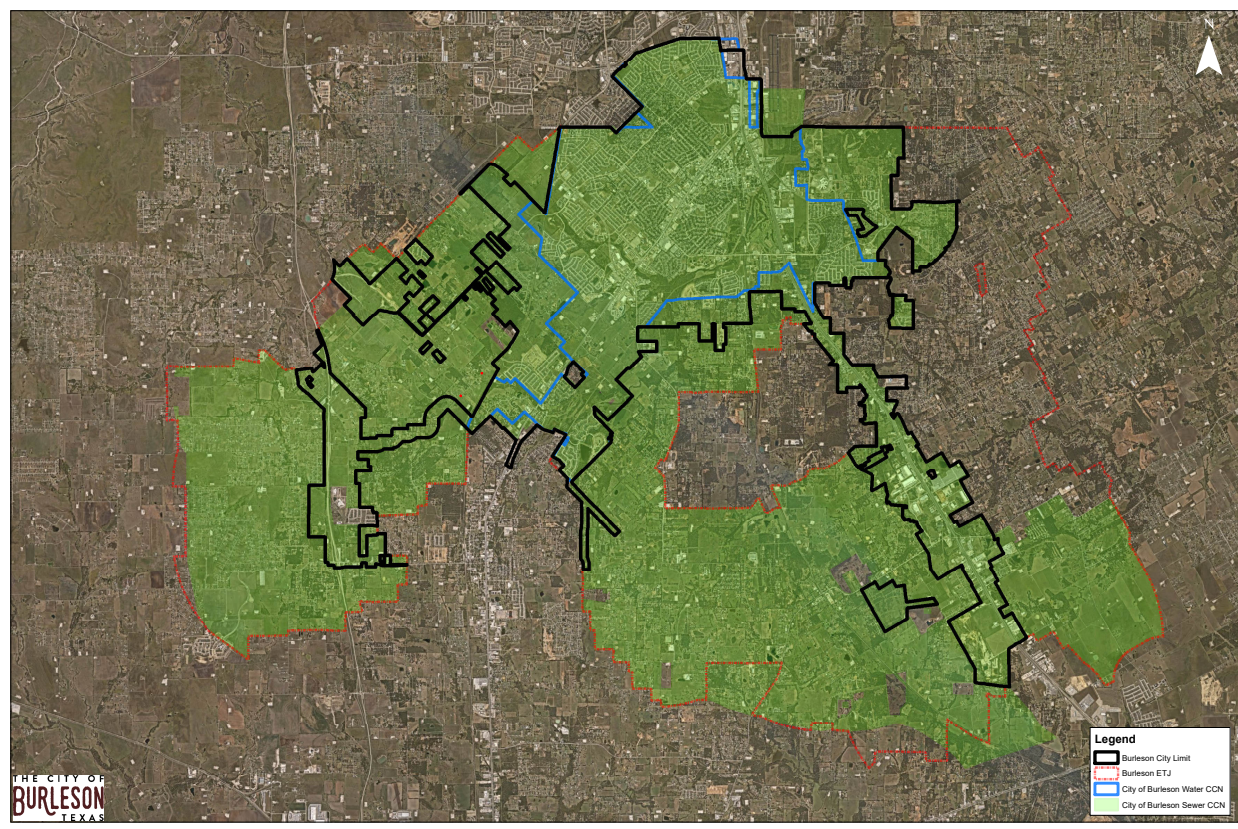 N
Legend
Burleson City Limit
Burleson ETJ
City of Burleson Water CCN
City of Burleson Sewer CCN
THE CITY OF
BURLESON
TEXAS